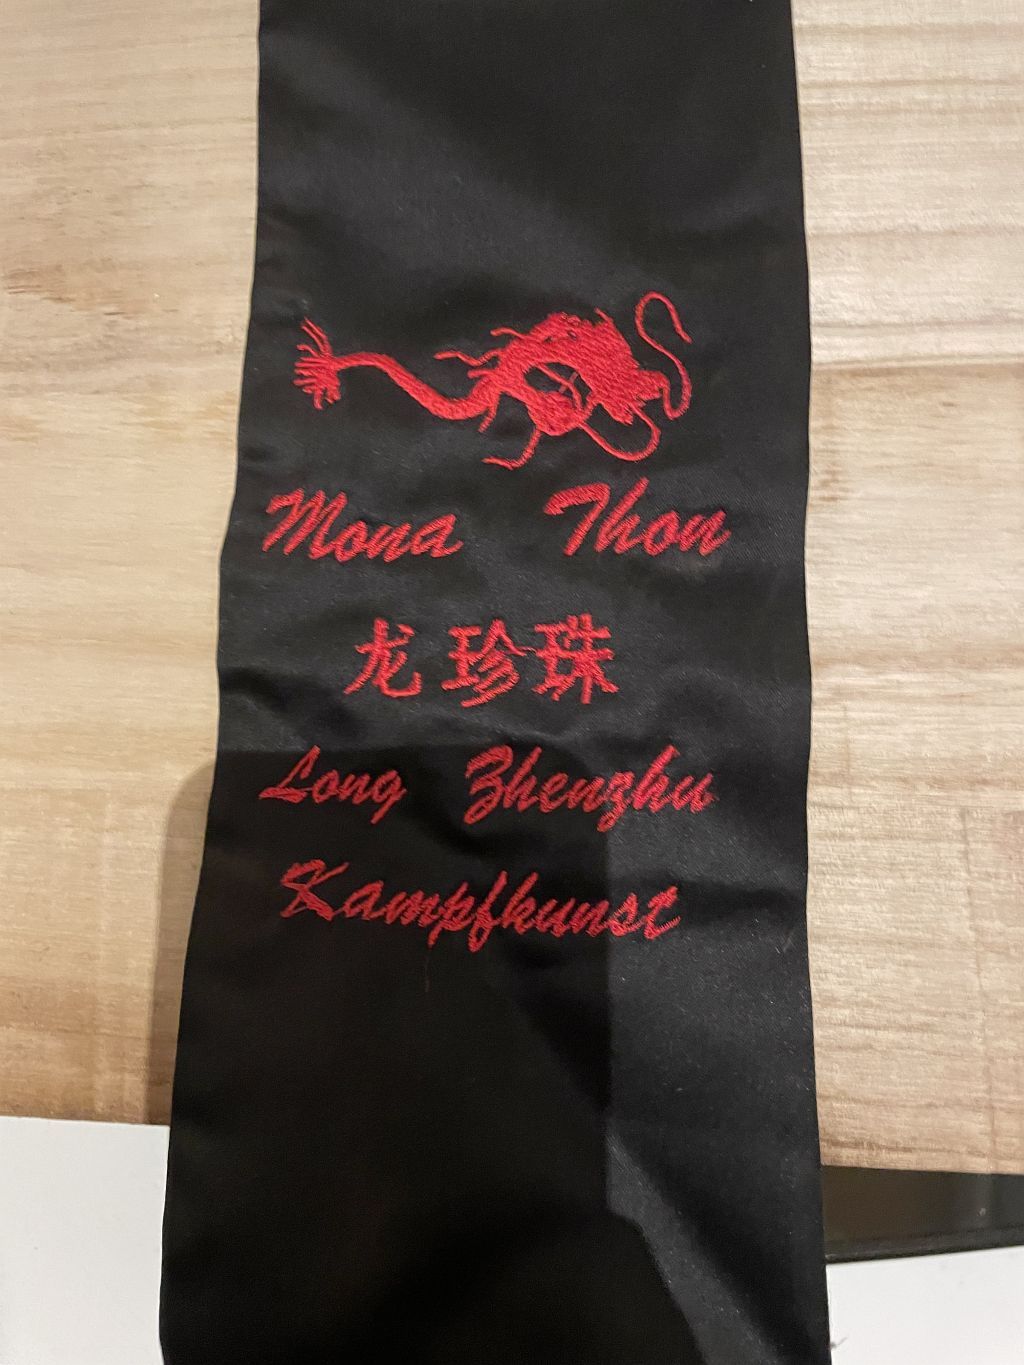 Mona Thon
龙珍珠
Long Zhenzhu
Kampfkunst